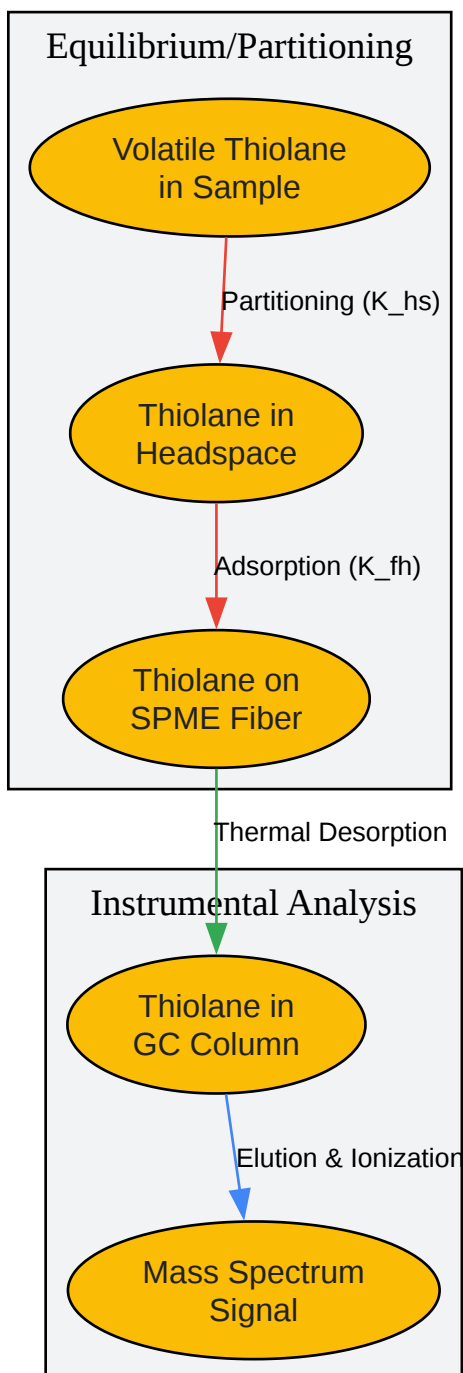 Equilibrium/Partitioning
Volatile Thiolane
in Sample
Partitioning (K_hs)
Thiolane in
Headspace
Adsorption (K_fh)
Thiolane on
SPME Fiber
Thermal Desorption
Instrumental Analysis
Thiolane in
GC Column
Elution & Ionization
Mass Spectrum
Signal